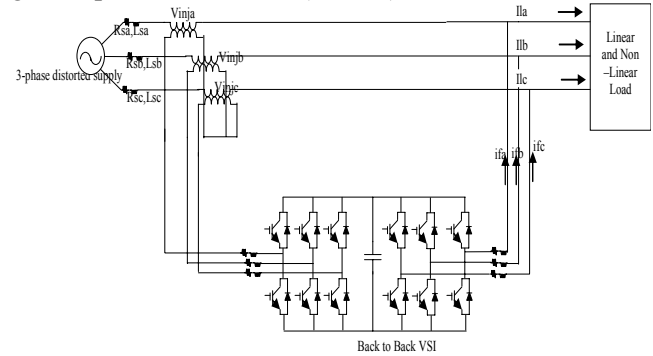 Vinja
Ila
Rsa,Lsa
Linear
and Non
–Linear
Load
Ilb
Rsb,Lsb
Vinjb
3-phase distorted supply
Ilc
Rsc,Lsc
Vinjc
ifa
ifb
ifc
Back to Back VSI